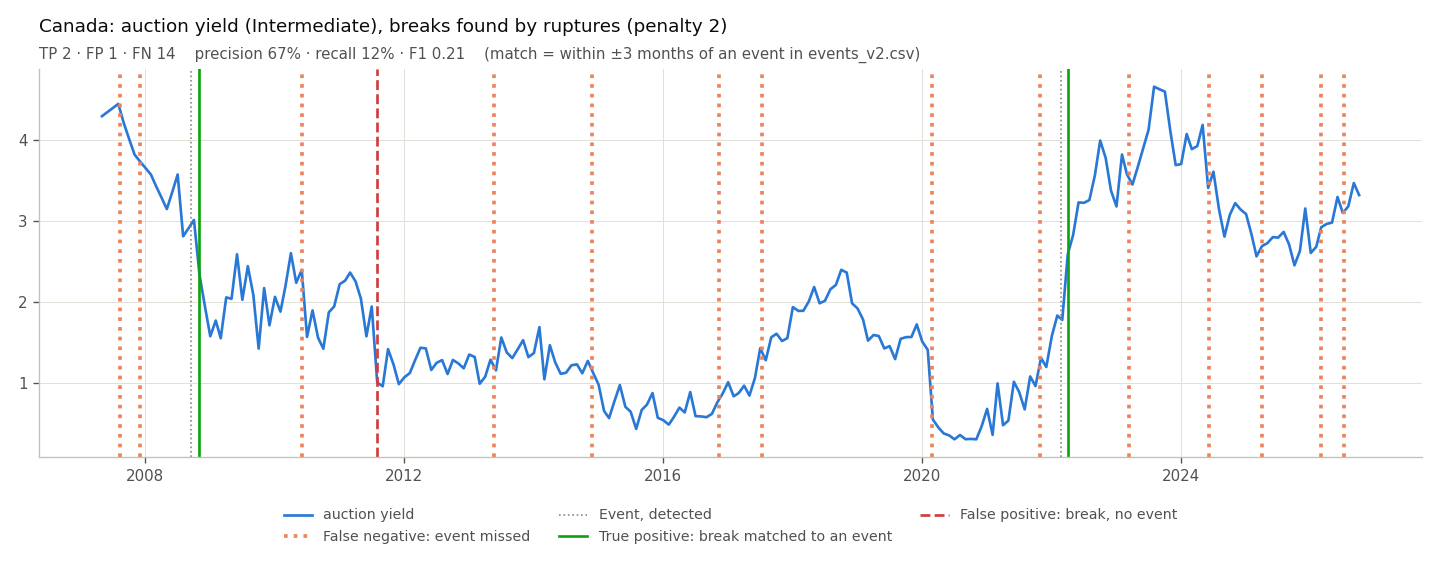 Canada: auction yield (Intermediate), breaks found by ruptures (penalty 2)
TP 2 · FP 1 · FN 14 precision 67% · recall 12% · F1 0.21 (match = within ±3 months of an event in events_v2.csv)
4
3
2
1
2008 2012 2016 2020 2024
auction yield Event, detected False positive: break, no event
False negative: event missed True positive: break matched to an event